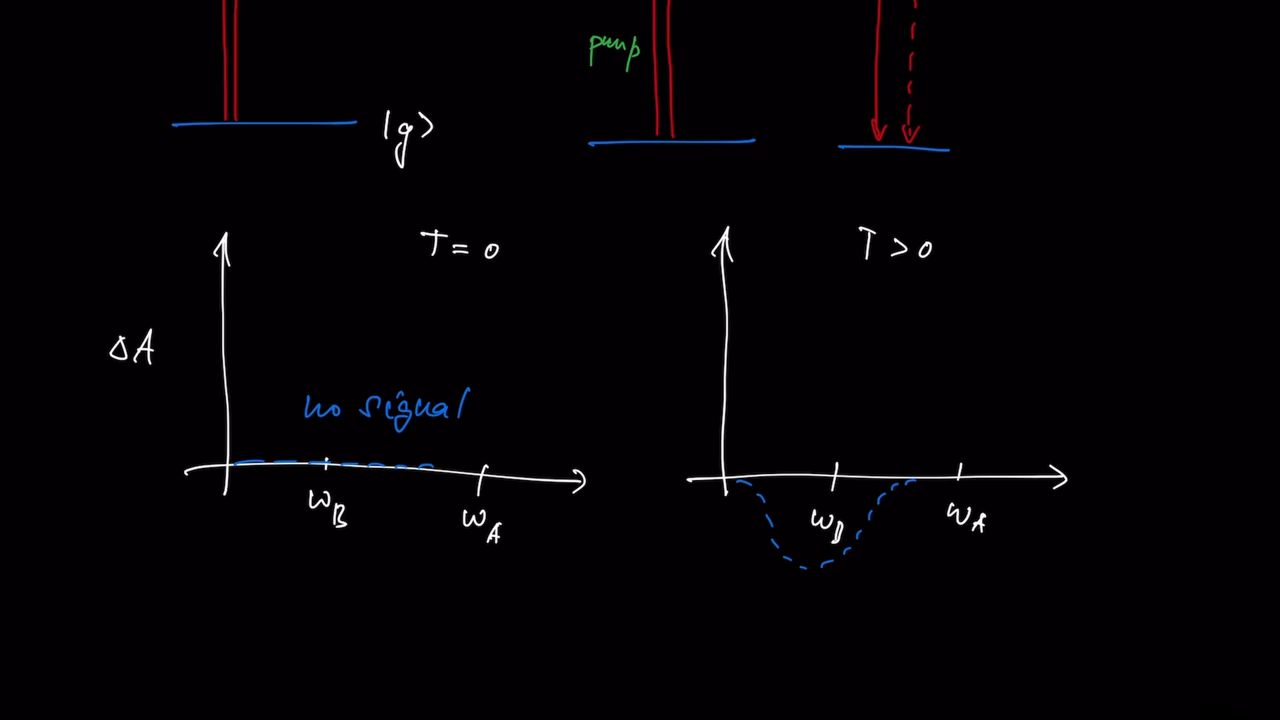 pump
|g>
T = 0
T > 0
ΔA
no signal
ω_B
ω_A
ω_B
ω_A